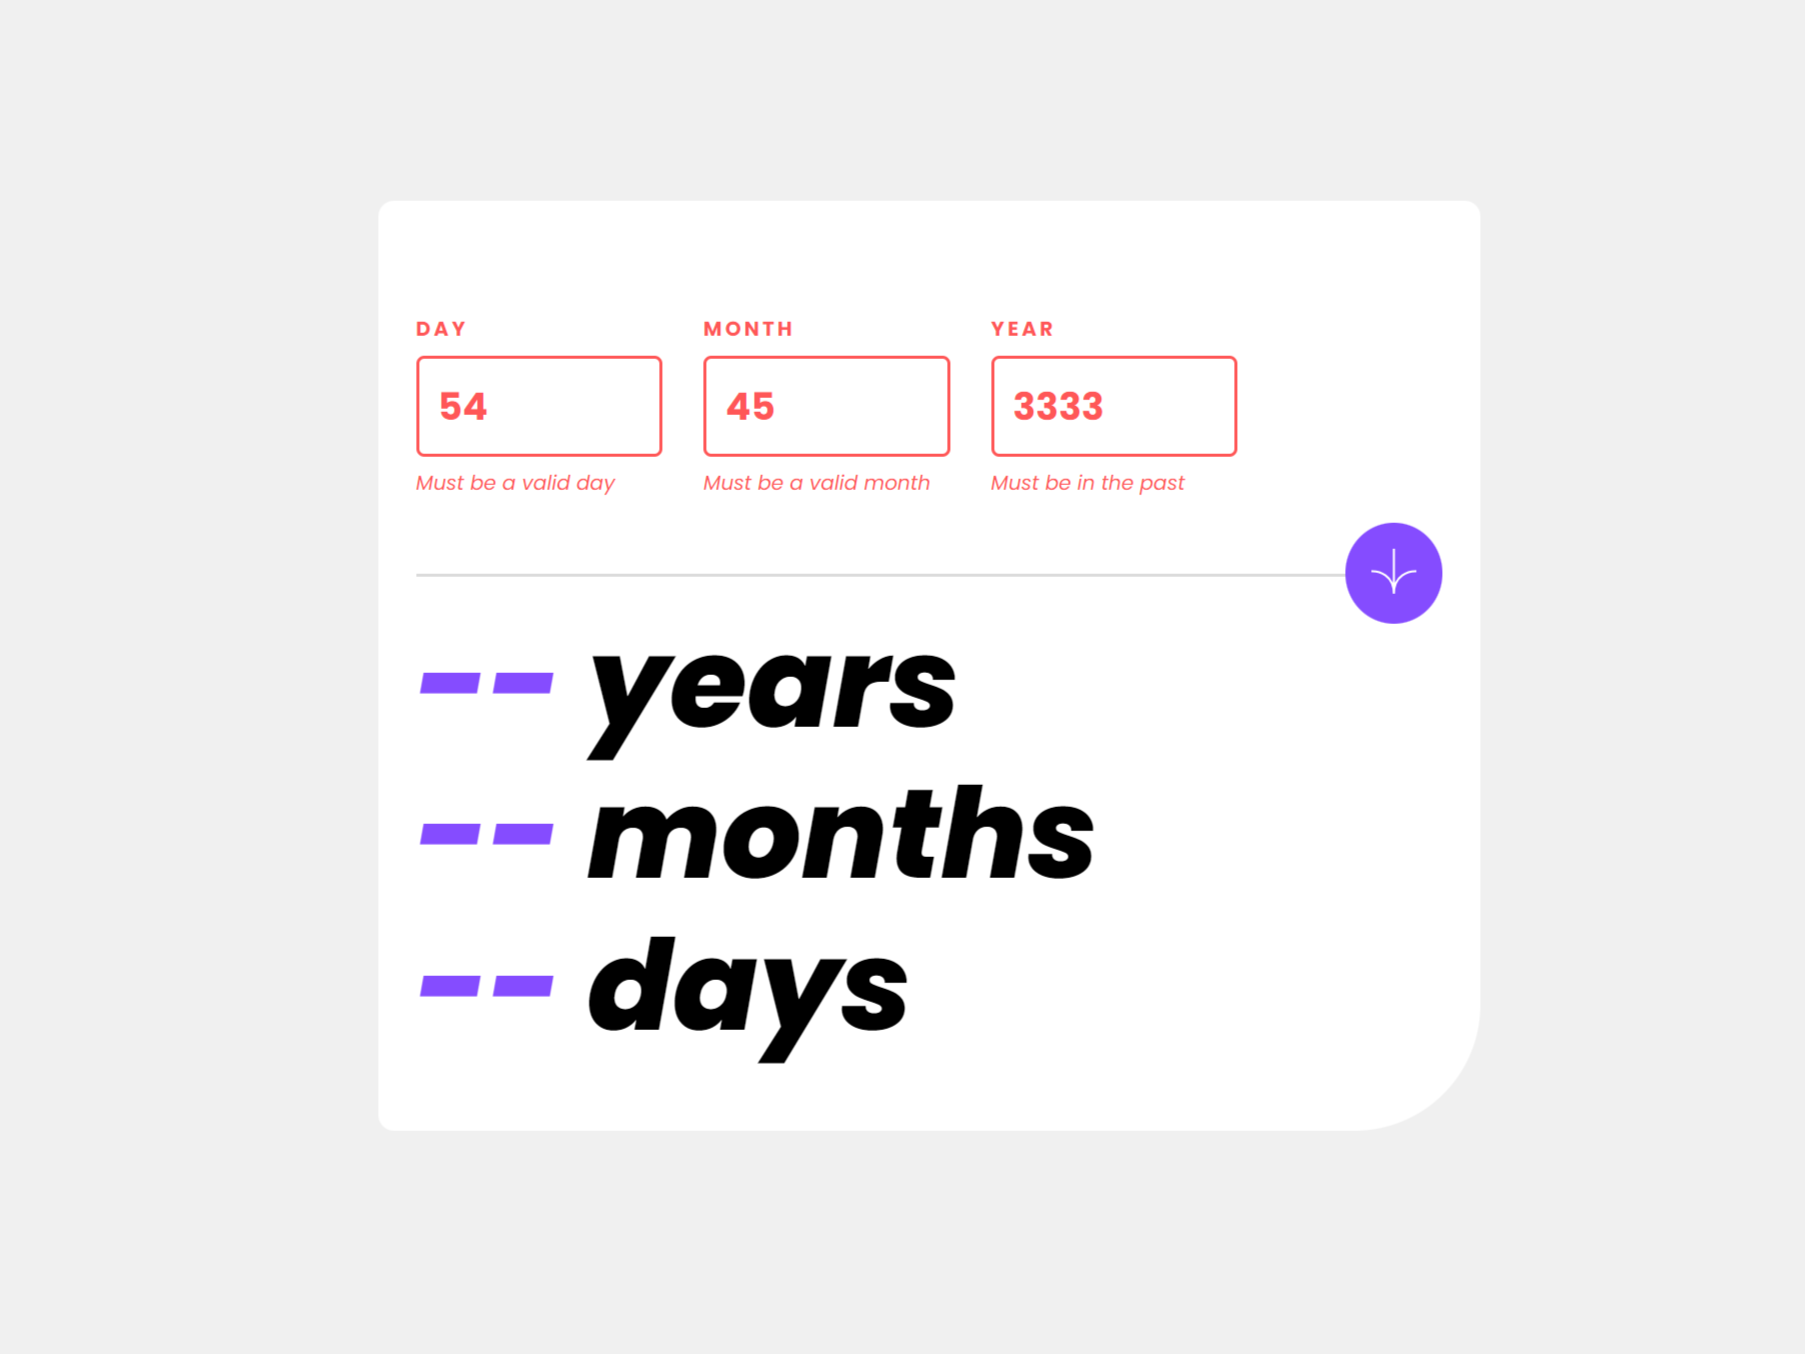 DAY MONTH YEAR
54 45 3333
Must be a valid day Must be a valid month Must be in the past
-- years
-- months
-- days